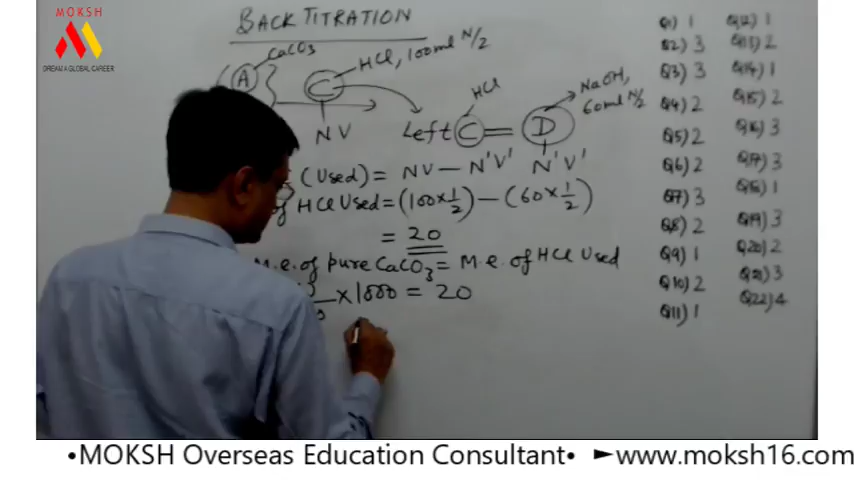 MOKSH
DREAM A GLOBAL CAREER
BACK TITRATION
A CaCO3
C HCl, 100ml N/2
NV
Left C = D
HCl
NaOH, 60ml N/2
N'V'
(Used) = NV - N'V'
of HCl Used = (100 x 1/2) - (60 x 1/2)
= 20
M.e. of pure CaCO3 = M.e. of HCl Used
x 1000 = 20
Q1) 1
Q2) 3
Q3) 3
Q4) 2
Q5) 2
Q6) 2
Q7) 3
Q8) 2
Q9) 1
Q10) 2
Q11) 1
Q12) 1
Q13) 2
Q14) 1
Q15) 2
Q16) 3
Q17) 3
Q18) 1
Q19) 3
Q20) 2
Q21) 3
Q22) 4
•MOKSH Overseas Education Consultant• ►www.moksh16.com